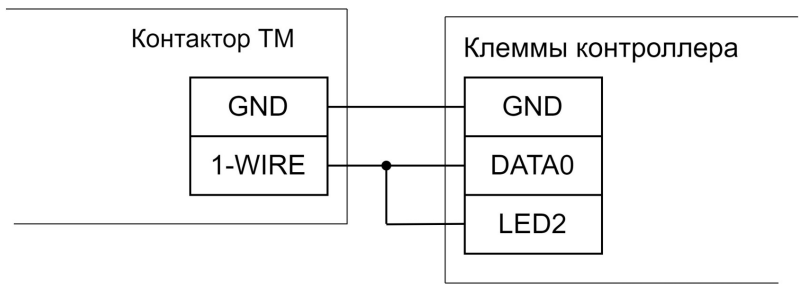 Контактор ТМ
Клеммы контроллера
GND
GND
1-WIRE
DATA0
LED2